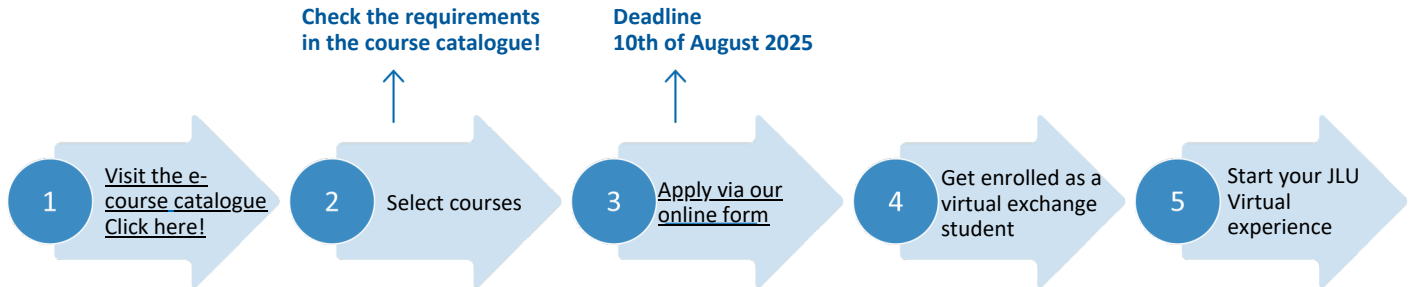 Check the requirements
in the course catalogue!
Deadline
10th of August 2025
1
Visit the e-
course catalogue
Click here!
2
Select courses
3
Apply via our
online form
4
Get enrolled as a
virtual exchange
student
5
Start your JLU
Virtual
experience